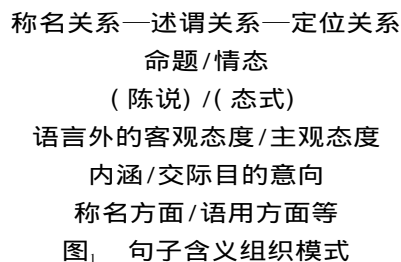 称名关系—述谓关系—定位关系
命题/情态
(陈说)/(态式)
语言外的客观态度/主观态度
内涵/交际目的意向
称名方面/语用方面等
图1 句子含义组织模式